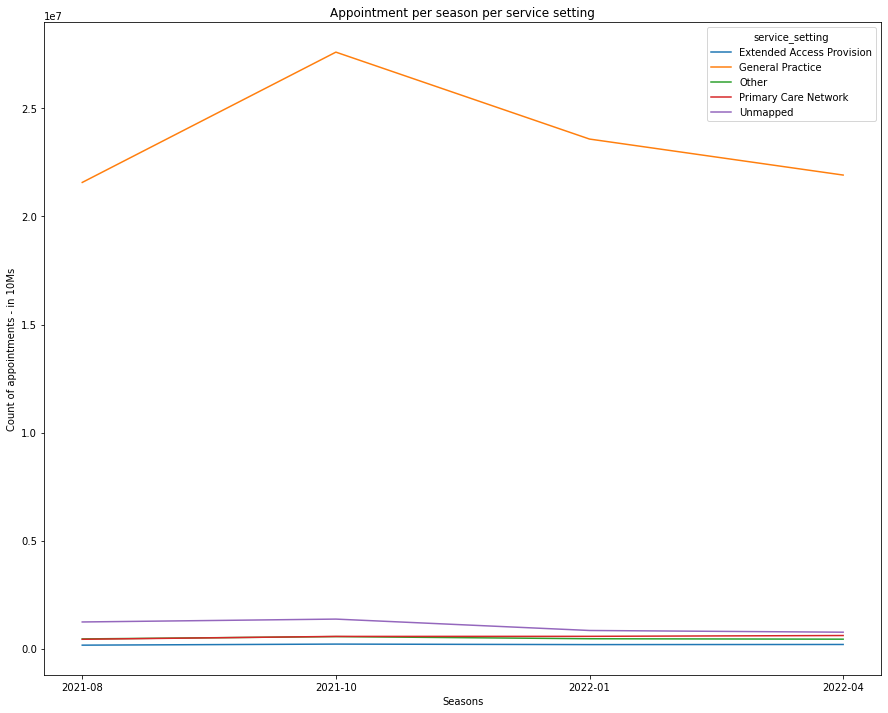 Appointment per season per service setting
1e7
service_setting
Extended Access Provision
General Practice
Other
Primary Care Network
Unmapped
2.5
2.0
1.5
1.0
0.5
0.0
Count of appointments - in 10Ms
2021-08 2021-10 2022-01 2022-04
Seasons